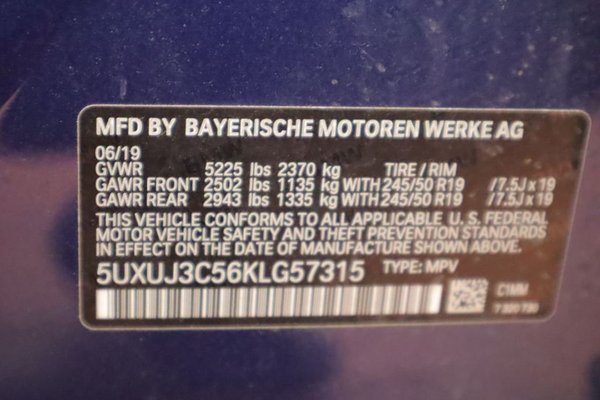 MFD BY BAYERISCHE MOTOREN WERKE AG
06/19
GVWR 5225 lbs 2370 kg TIRE / RIM
GAWR FRONT 2502 lbs 1135 kg WITH 245/50 R19 /7.5J x 19
GAWR REAR 2943 lbs 1335 kg WITH 245/50 R19 /7.5J x 19
THIS VEHICLE CONFORMS TO ALL APPLICABLE U. S. FEDERAL
MOTOR VEHICLE SAFETY AND THEFT PREVENTION STANDARDS
IN EFFECT ON THE DATE OF MANUFACTURE SHOWN ABOVE.
5UXUJ3C56KLG57315 TYPE: MPV
C1MM